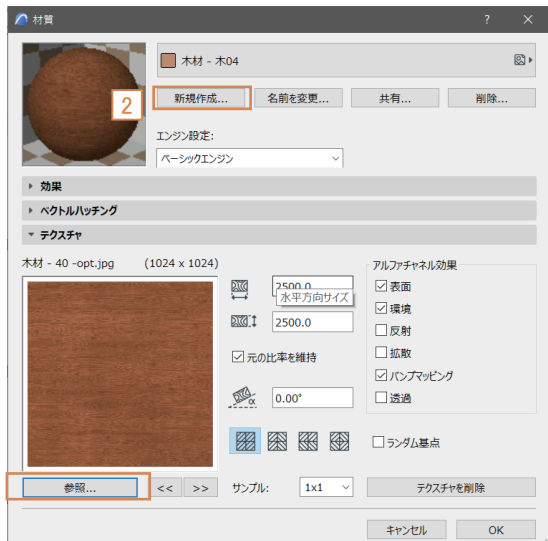 材質 ? ×
木材 - 木04
2 新規作成... 名前を変更... 共有... 削除...
エンジン設定:
ベーシックエンジン
効果
ベクトルハッチング
テクスチャ
木材 - 40 -opt.jpg (1024 x 1024)
アルファチャネル効果
2500.0
水平方向サイズ
2500.0
元の比率を維持
α 0.00°
表面
環境
反射
拡散
バンプマッピング
透過
ランダム基点
参照... << >> サンプル: 1x1 テクスチャを削除
キャンセル OK